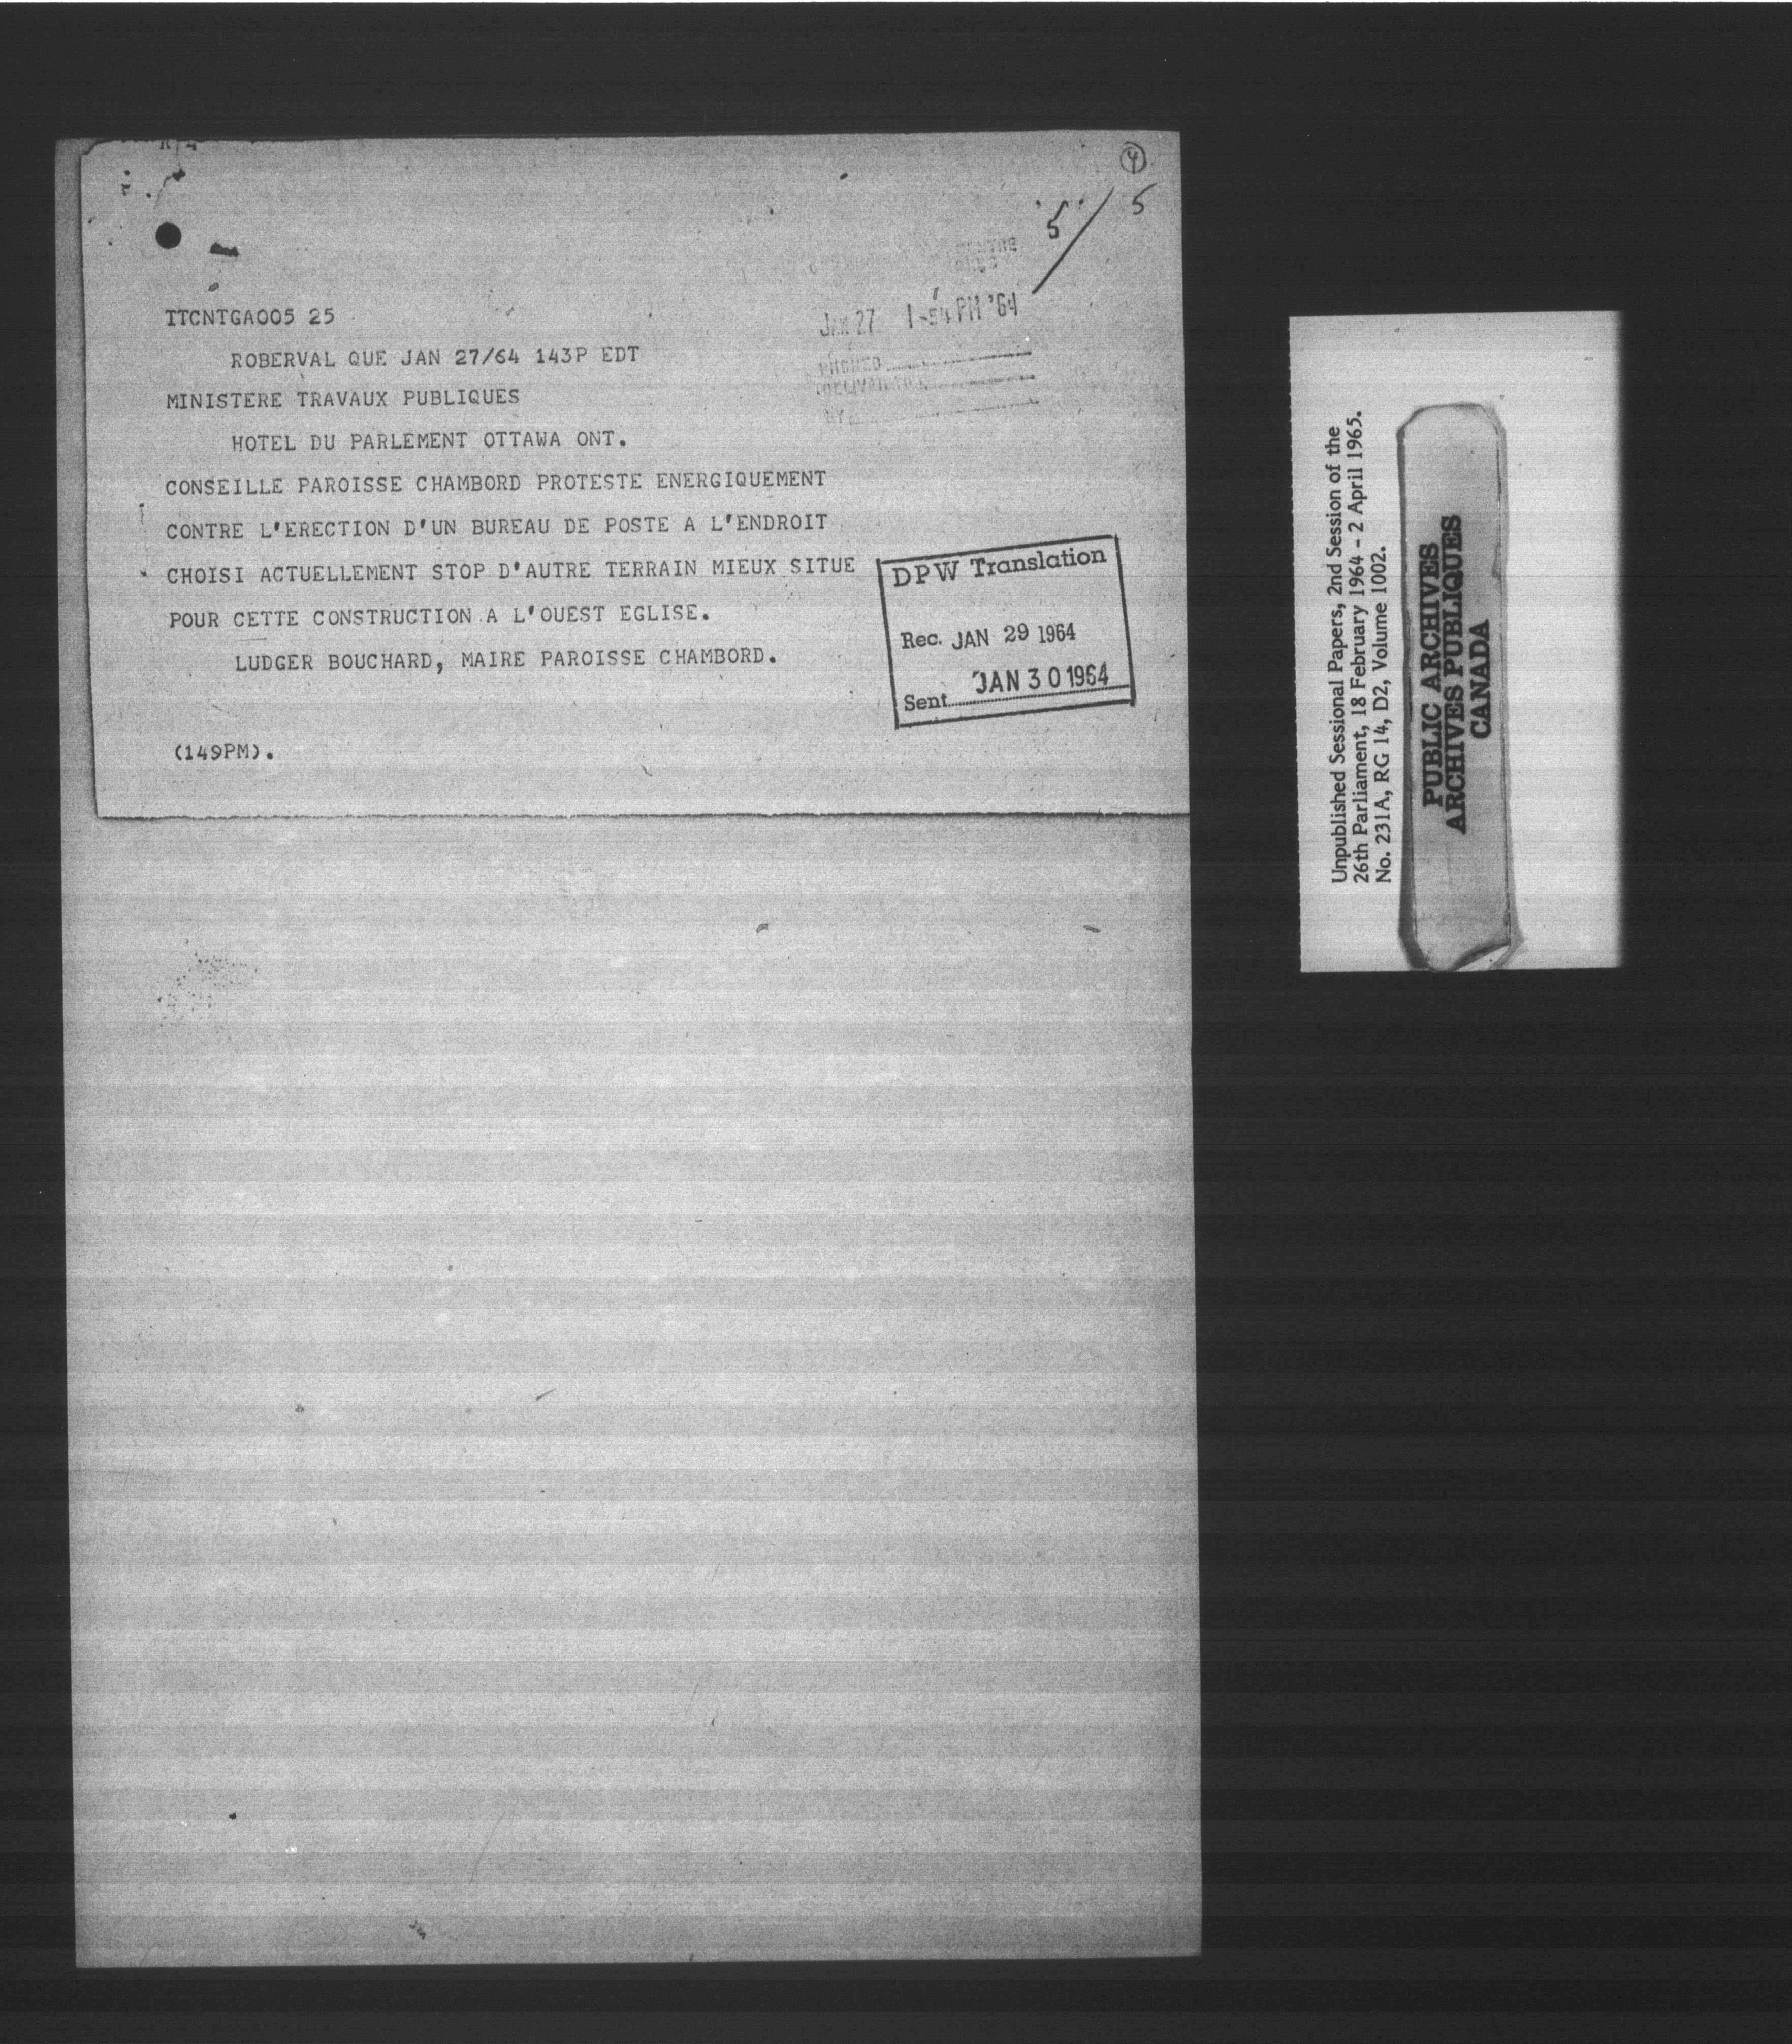 4
"5" / 5
JAN 27 1-54 PM '64
TTCNTGA005 25
ROBERVAL QUE JAN 27/64 143P EDT
MINISTERE TRAVAUX PUBLIQUES
HOTEL DU PARLEMENT OTTAWA ONT.
CONSEILLE PAROISSE CHAMBORD PROTESTE ENERGIQUEMENT
CONTRE L'ERECTION D'UN BUREAU DE POSTE A L'ENDROIT
CHOISI ACTUELLEMENT STOP D'AUTRE TERRAIN MIEUX SITUE
POUR CETTE CONSTRUCTION A L'OUEST EGLISE.
LUDGER BOUCHARD, MAIRE PAROISSE CHAMBORD.
(149PM).
DPW Translation
Rec. JAN 29 1964
Sent JAN 30 1964
Unpublished Sessional Papers, 2nd Session of the
26th Parliament, 18 February 1964 - 2 April 1965.
No. 231A, RG 14, D2, Volume 1002.
PUBLIC ARCHIVES
ARCHIVES PUBLIQUES
CANADA